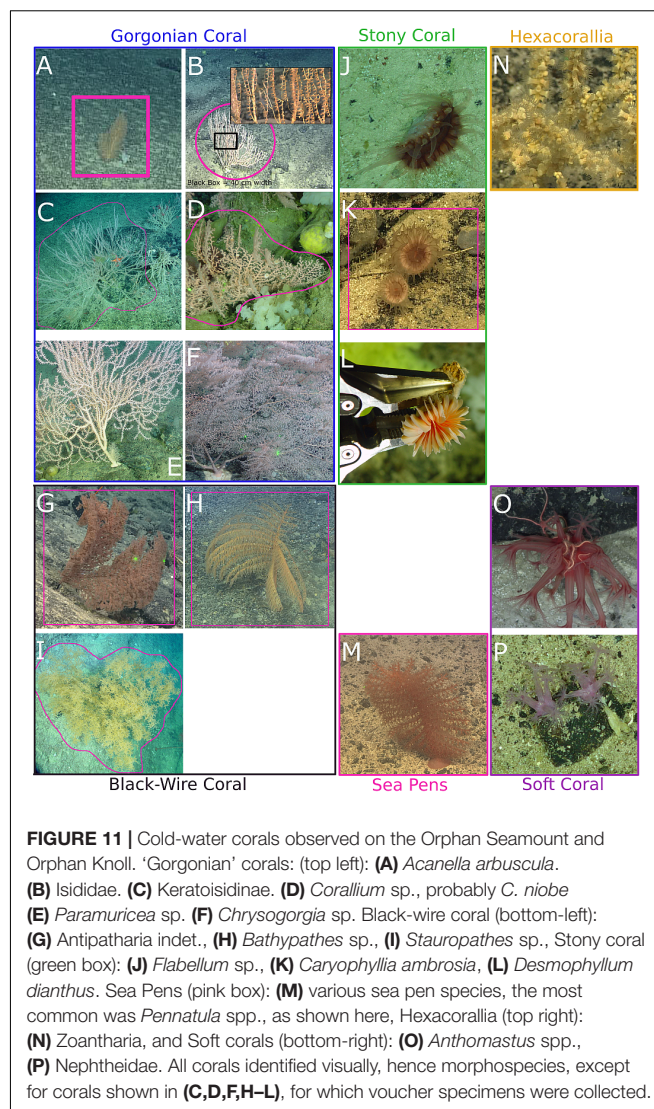 Gorgonian Coral
Stony Coral
Hexacorallia
A
B
Black Box = 40 cm width
C
D
E
F
J
K
L
N
G
H
I
Black-Wire Coral
M
Sea Pens
O
P
Soft Coral
FIGURE 11 | Cold-water corals observed on the Orphan Seamount and
Orphan Knoll. ‘Gorgonian’ corals: (top left): (A) Acanella arbuscula.
(B) Isididae. (C) Keratoisidinae. (D) Corallium sp., probably C. niobe
(E) Paramuricea sp. (F) Chrysogorgia sp. Black-wire coral (bottom-left):
(G) Antipatharia indet., (H) Bathypathes sp., (I) Stauropathes sp., Stony coral
(green box): (J) Flabellum sp., (K) Caryophyllia ambrosia, (L) Desmophyllum
dianthus. Sea Pens (pink box): (M) various sea pen species, the most
common was Pennatula spp., as shown here, Hexacorallia (top right):
(N) Zoantharia, and Soft corals (bottom-right): (O) Anthomastus spp.,
(P) Nephtheidae. All corals identified visually, hence morphospecies, except
for corals shown in (C,D,F,H–L), for which voucher specimens were collected.